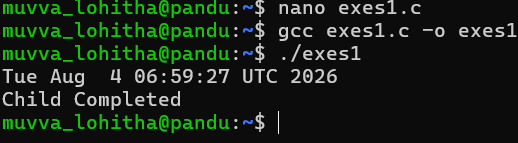 muvva_lohitha@pandu:~$ nano exes1.c
muvva_lohitha@pandu:~$ gcc exes1.c -o exes1
muvva_lohitha@pandu:~$ ./exes1
Tue Aug  4 06:59:27 UTC 2026
Child Completed
muvva_lohitha@pandu:~$